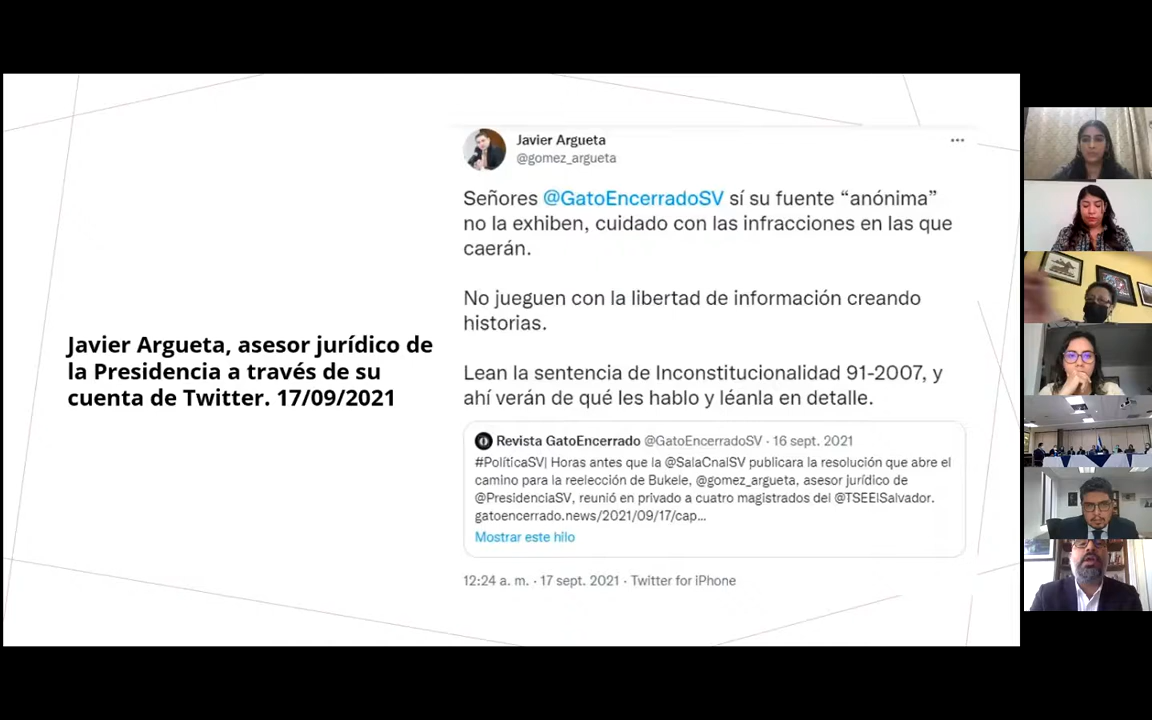 Javier Argueta, asesor jurídico de
la Presidencia a través de su
cuenta de Twitter. 17/09/2021
Javier Argueta
@gomez_argueta
Señores @GatoEncerradoSV sí su fuente “anónima”
no la exhiben, cuidado con las infracciones en las que
caerán.
No jueguen con la libertad de información creando
historias.
Lean la sentencia de Inconstitucionalidad 91-2007, y
ahí verán de qué les hablo y léanla en detalle.
Revista GatoEncerrado @GatoEncerradoSV · 16 sept. 2021
#PolíticaSV| Horas antes que la @SalaCnalSV publicara la resolución que abre el
camino para la reelección de Bukele, @gomez_argueta, asesor jurídico de
@PresidenciaSV, reunió en privado a cuatro magistrados del @TSEElSalvador.
gatoencerrado.news/2021/09/17/cap...
Mostrar este hilo
12:24 a. m. · 17 sept. 2021 · Twitter for iPhone